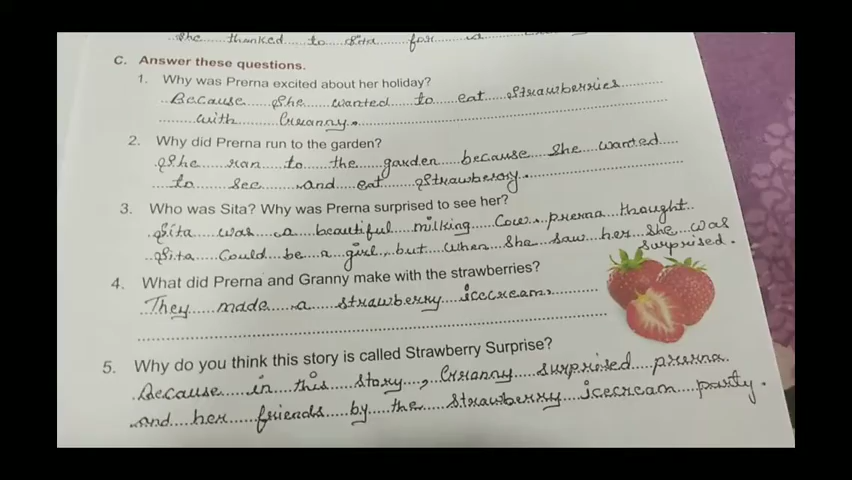 She thanked to Sita for
C. Answer these questions.
1. Why was Prerna excited about her holiday?
Because she wanted to eat strawberries
with Granny.
2. Why did Prerna run to the garden?
She ran to the garden because she wanted
to see and eat strawberry.
3. Who was Sita? Why was Prerna surprised to see her?
Sita was a beautiful milking cow. prerna thought
Sita could be a girl, but when she saw her she was
surprised.
4. What did Prerna and Granny make with the strawberries?
They made a strawberry icecream.
5. Why do you think this story is called Strawberry Surprise?
Because in this story, Granny surprised prerna
and her friends by the strawberry icecream party.